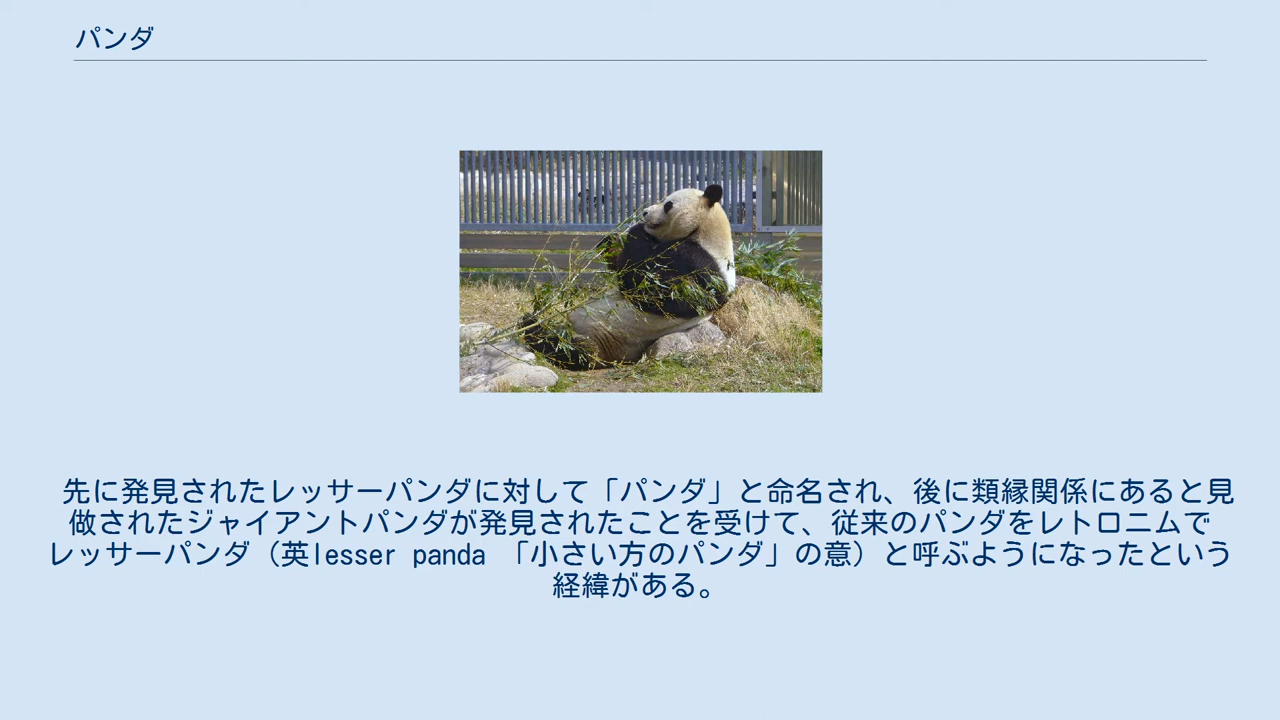 パンダ
先に発見されたレッサーパンダに対して「パンダ」と命名され、後に類縁関係にあると見
做されたジャイアントパンダが発見されたことを受けて、従来のパンダをレトロニムで
レッサーパンダ（英lesser panda 「小さい方のパンダ」の意）と呼ぶようになったという
経緯がある。